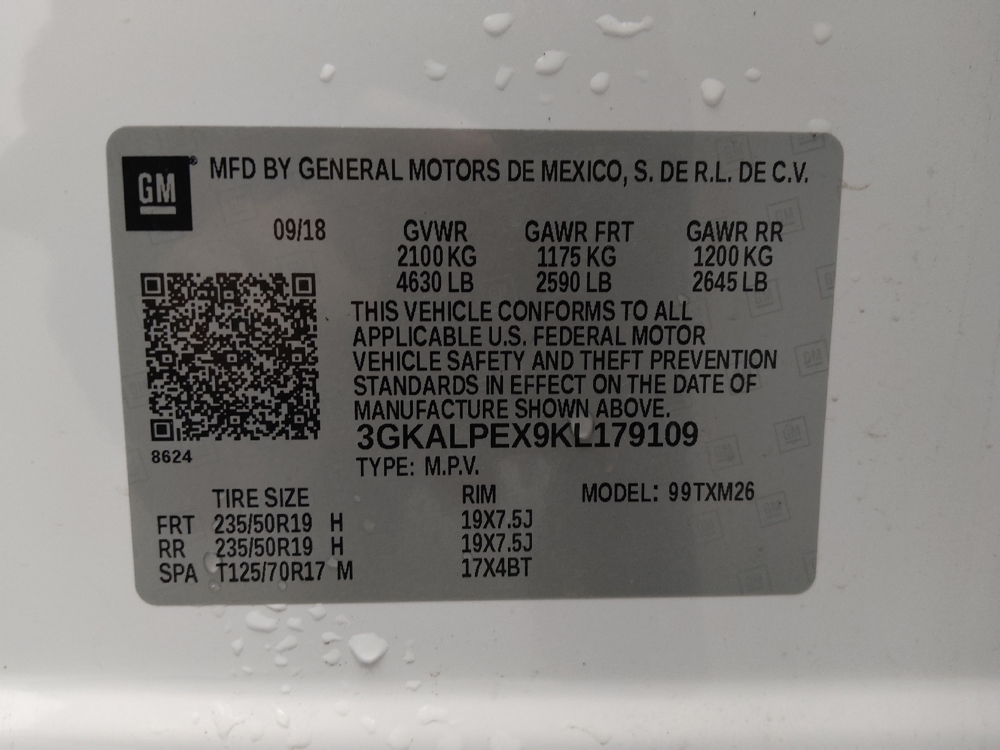 GM® MFD BY GENERAL MOTORS DE MEXICO, S. DE R.L. DE C.V.
09/18 GVWR GAWR FRT GAWR RR
2100 KG 1175 KG 1200 KG
4630 LB 2590 LB 2645 LB
THIS VEHICLE CONFORMS TO ALL
APPLICABLE U.S. FEDERAL MOTOR
VEHICLE SAFETY AND THEFT PREVENTION
STANDARDS IN EFFECT ON THE DATE OF
MANUFACTURE SHOWN ABOVE.
3GKALPEX9KL179109
8624
TYPE: M.P.V.
TIRE SIZE RIM MODEL: 99TXM26
FRT 235/50R19 H 19X7.5J
RR 235/50R19 H 19X7.5J
SPA T125/70R17 M 17X4BT